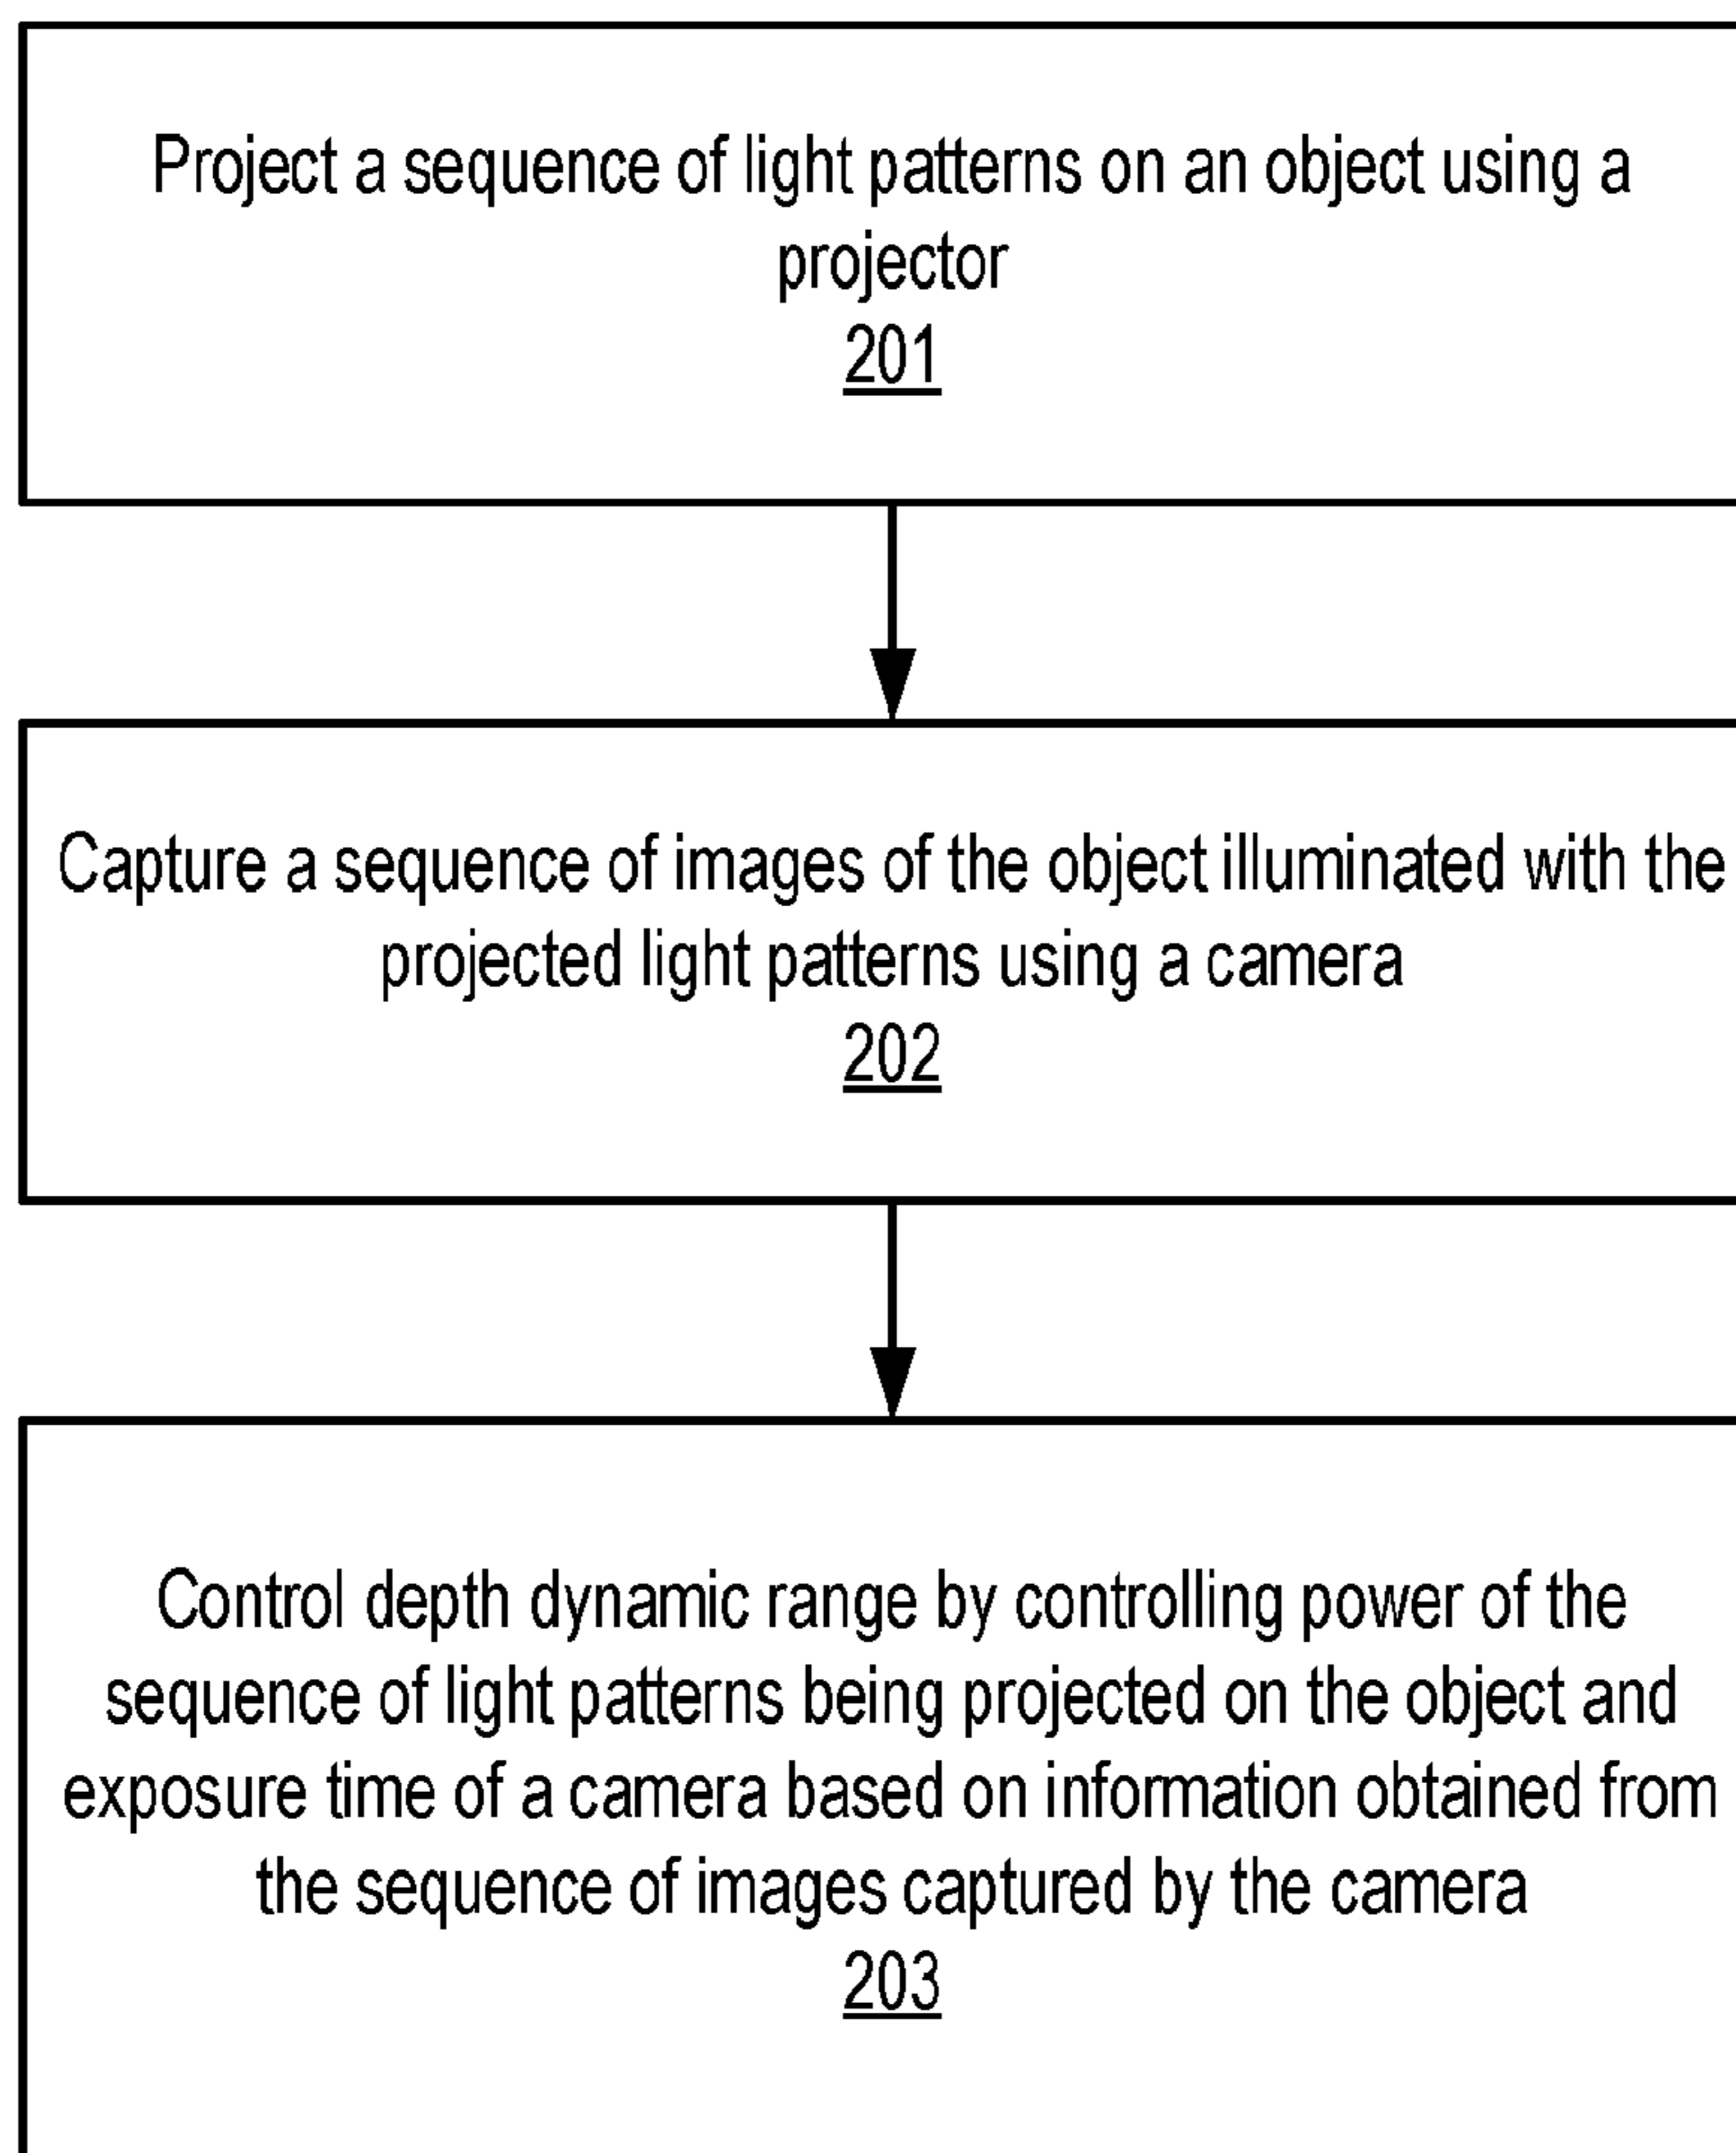 Project a sequence of light patterns on an object using a
projector
201
Capture a sequence of images of the object illuminated with the
projected light patterns using a camera
202
Control depth dynamic range by controlling power of the
sequence of light patterns being projected on the object and
exposure time of a camera based on information obtained from
the sequence of images captured by the camera
203